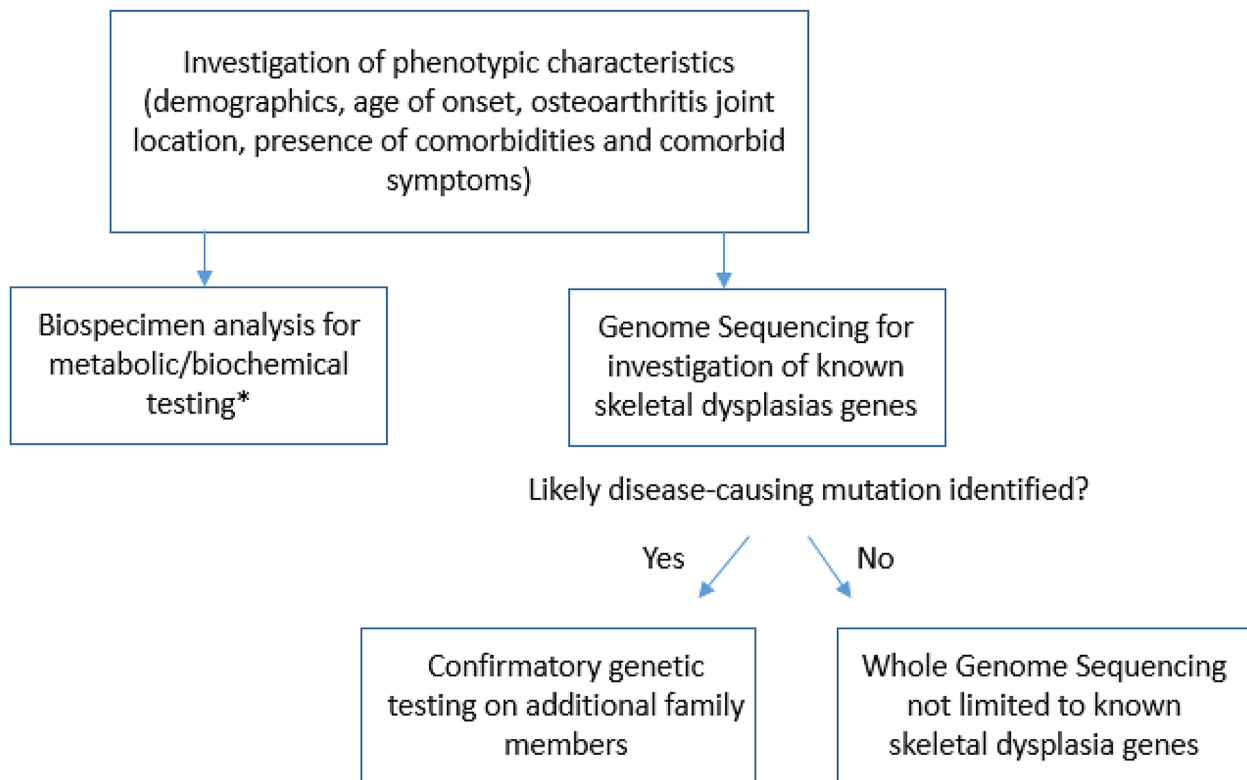 Investigation of phenotypic characteristics
(demographics, age of onset, osteoarthritis joint
location, presence of comorbidities and comorbid
symptoms)
Biospecimen analysis for
metabolic/biochemical
testing*
Genome Sequencing for
investigation of known
skeletal dysplasias genes
Likely disease-causing mutation identified?
Yes
No
Confirmatory genetic
testing on additional family
members
Whole Genome Sequencing
not limited to known
skeletal dysplasia genes